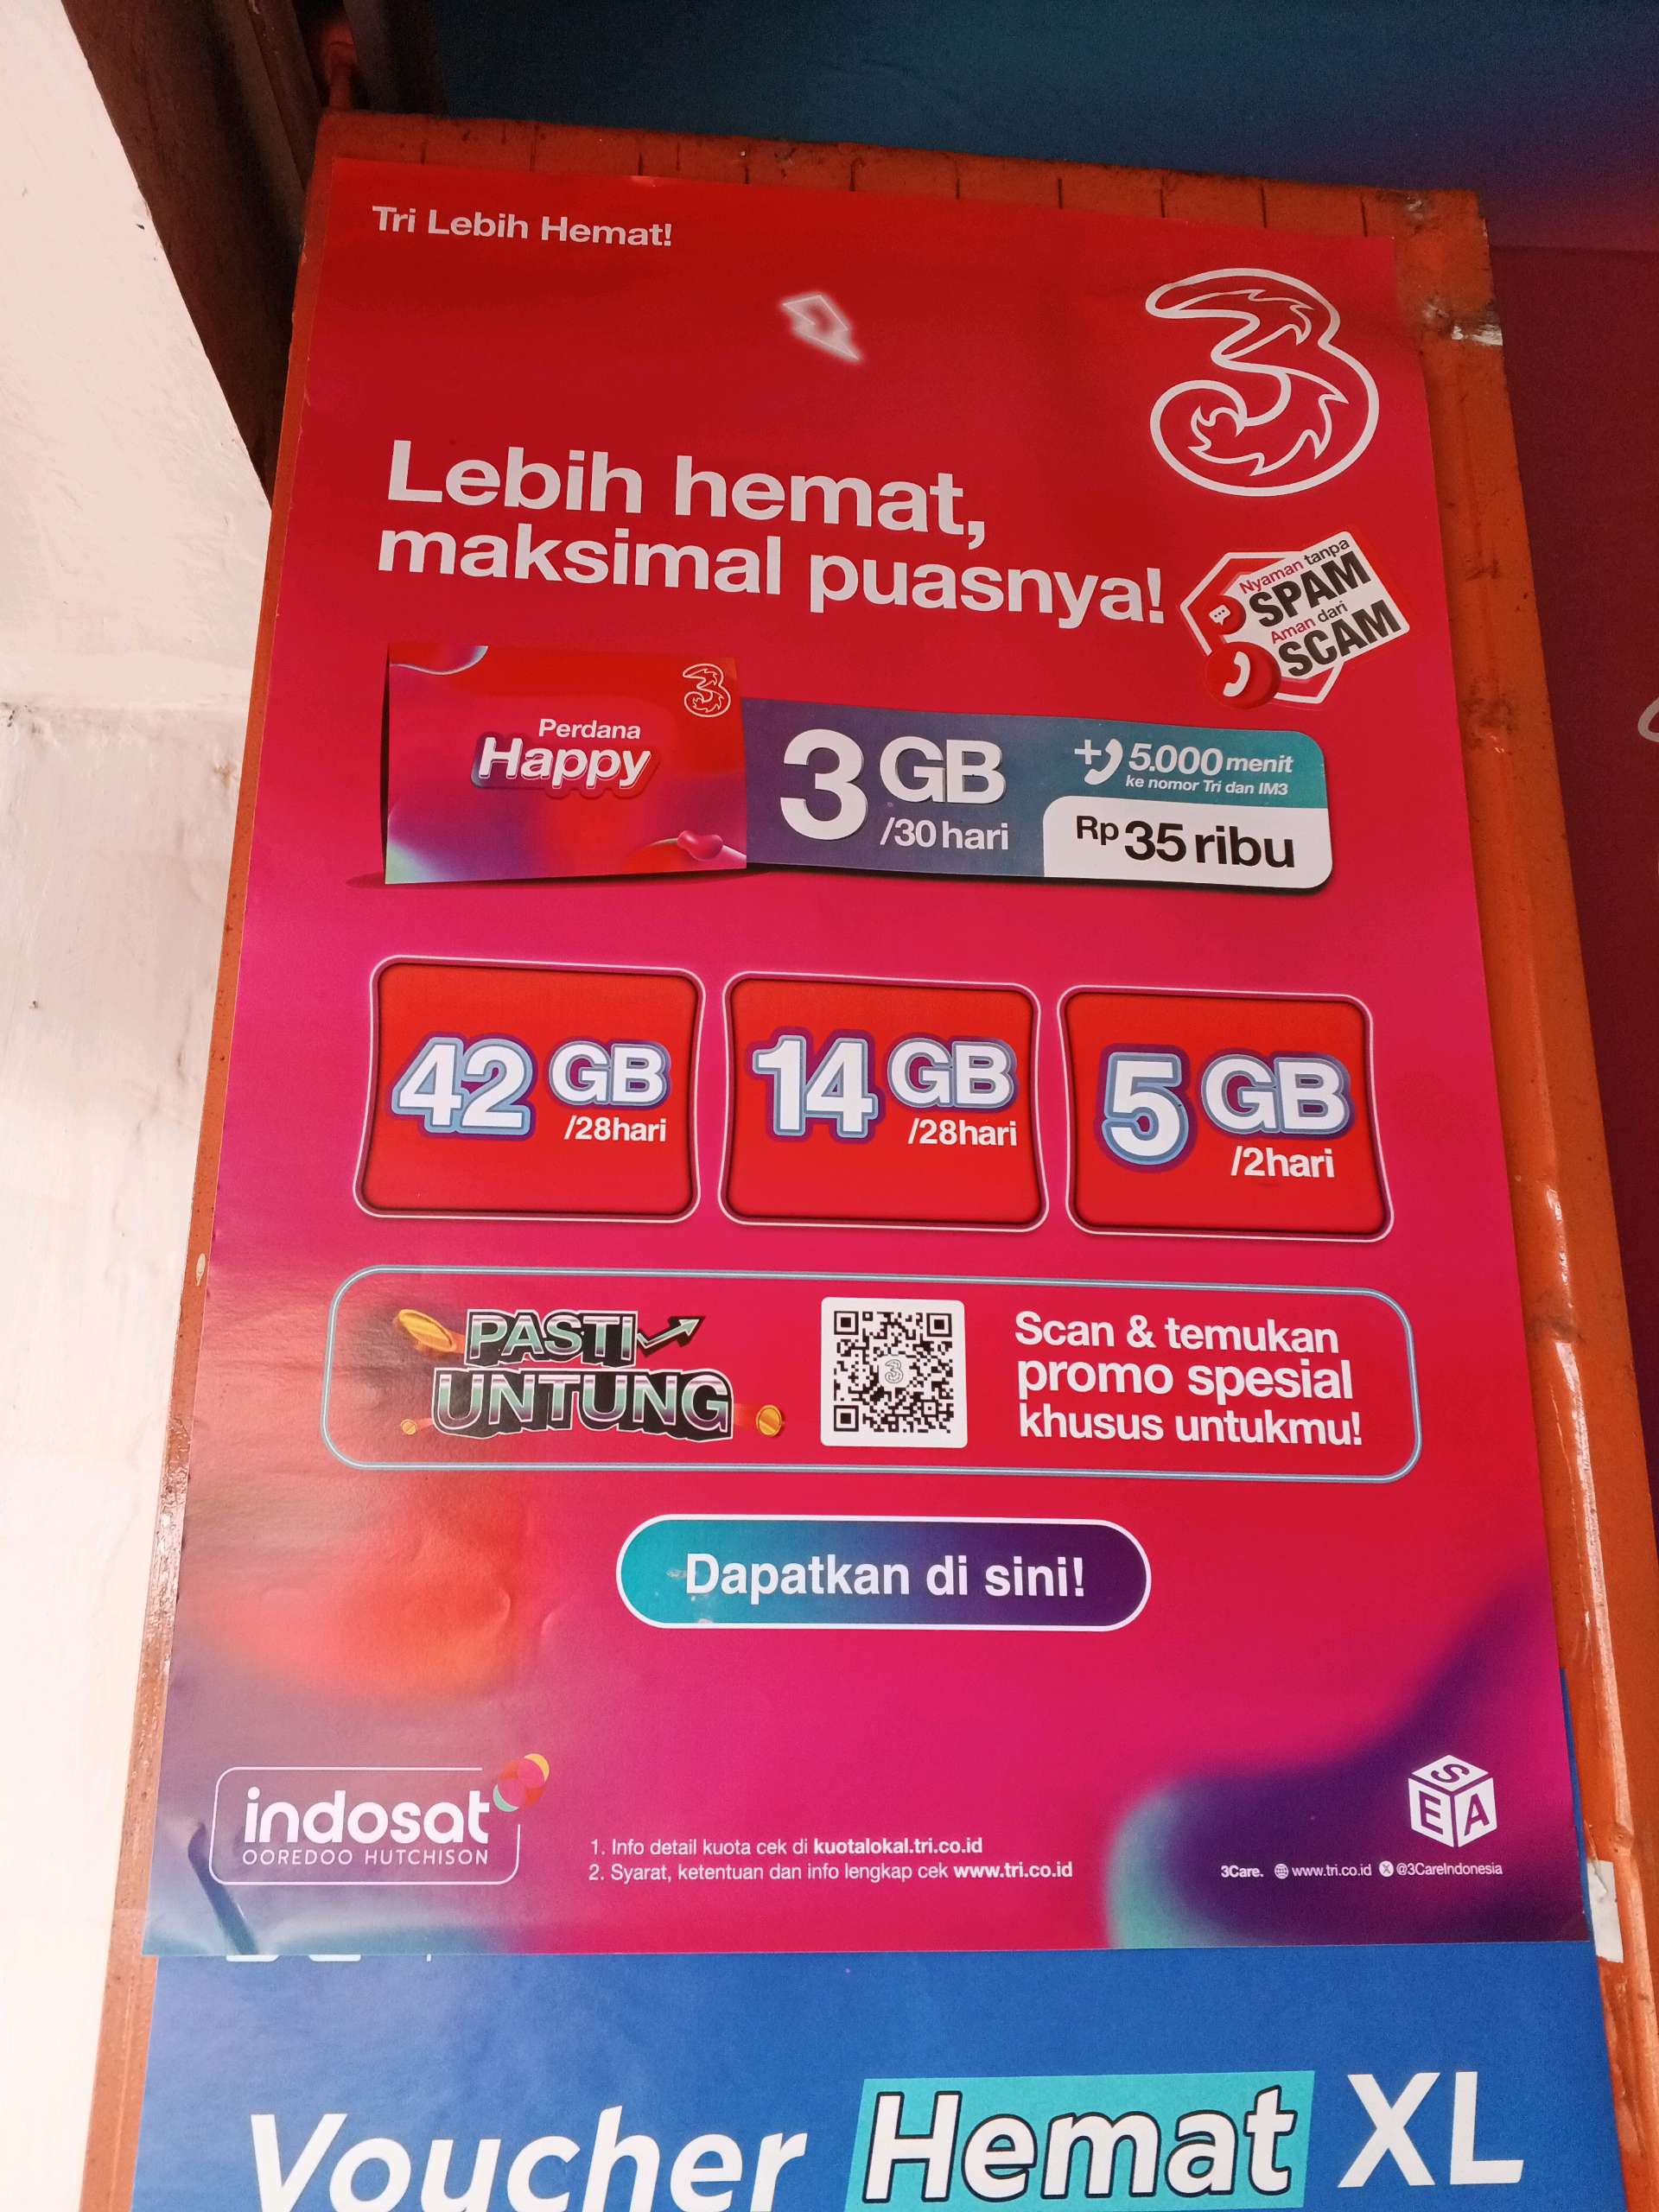 Tri Lebih Hemat!
3
Lebih hemat,
maksimal puasnya!
Nyaman tanpa
SPAM
Aman dari
SCAM
3
Perdana
Happy
3 GB
/30 hari
+ 5.000 menit
ke nomor Tri dan IM3
Rp 35 ribu
42 GB
/28hari
14 GB
/28hari
5 GB
/2hari
PASTI
UNTUNG
3
Scan & temukan
promo spesial
khusus untukmu!
Dapatkan di sini!
indosat
OOREDOO HUTCHISON
1. Info detail kuota cek di kuotalokal.tri.co.id
2. Syarat, ketentuan dan info lengkap cek www.tri.co.id
SEA
3Care. www.tri.co.id X @3CareIndonesia
Voucher Hemat XL